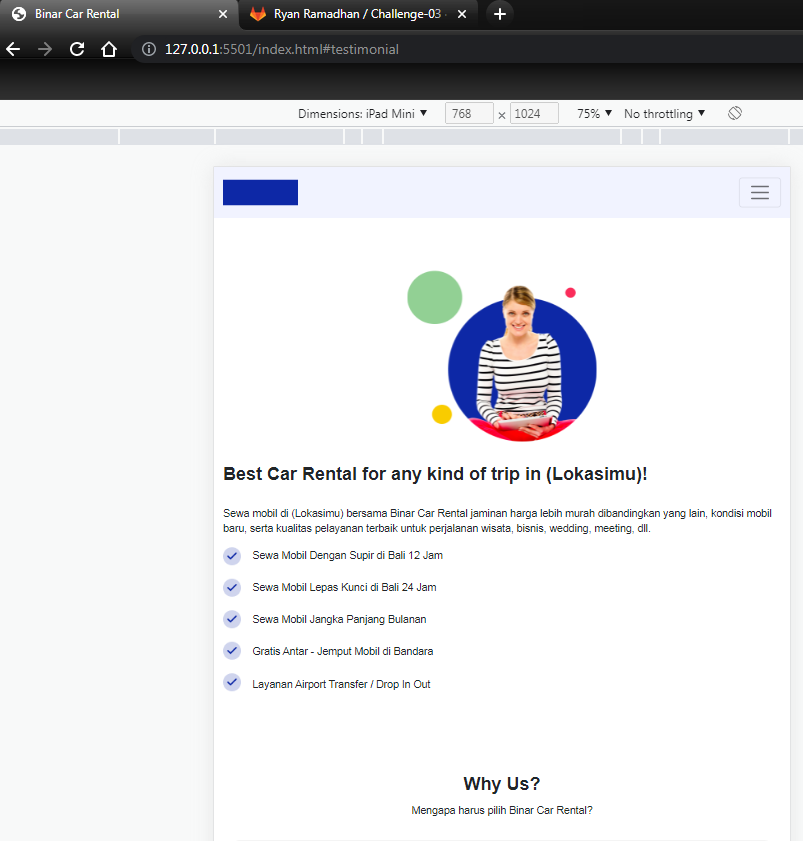 Binar Car Rental
Ryan Ramadhan / Challenge-03
127.0.0.1:5501/index.html#testimonial
Dimensions: iPad Mini 768 × 1024 75% No throttling
Best Car Rental for any kind of trip in (Lokasimu)!
Sewa mobil di (Lokasimu) bersama Binar Car Rental jaminan harga lebih murah dibandingkan yang lain, kondisi mobil
baru, serta kualitas pelayanan terbaik untuk perjalanan wisata, bisnis, wedding, meeting, dll.
Sewa Mobil Dengan Supir di Bali 12 Jam
Sewa Mobil Lepas Kunci di Bali 24 Jam
Sewa Mobil Jangka Panjang Bulanan
Gratis Antar - Jemput Mobil di Bandara
Layanan Airport Transfer / Drop In Out
Why Us?
Mengapa harus pilih Binar Car Rental?